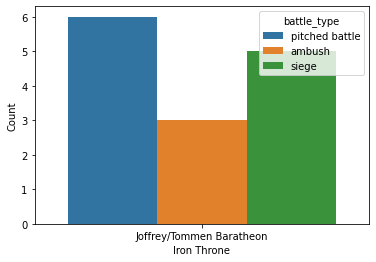 battle_type
pitched battle
ambush
siege
6
5
4
3
2
1
0
Count
Joffrey/Tommen Baratheon
Iron Throne